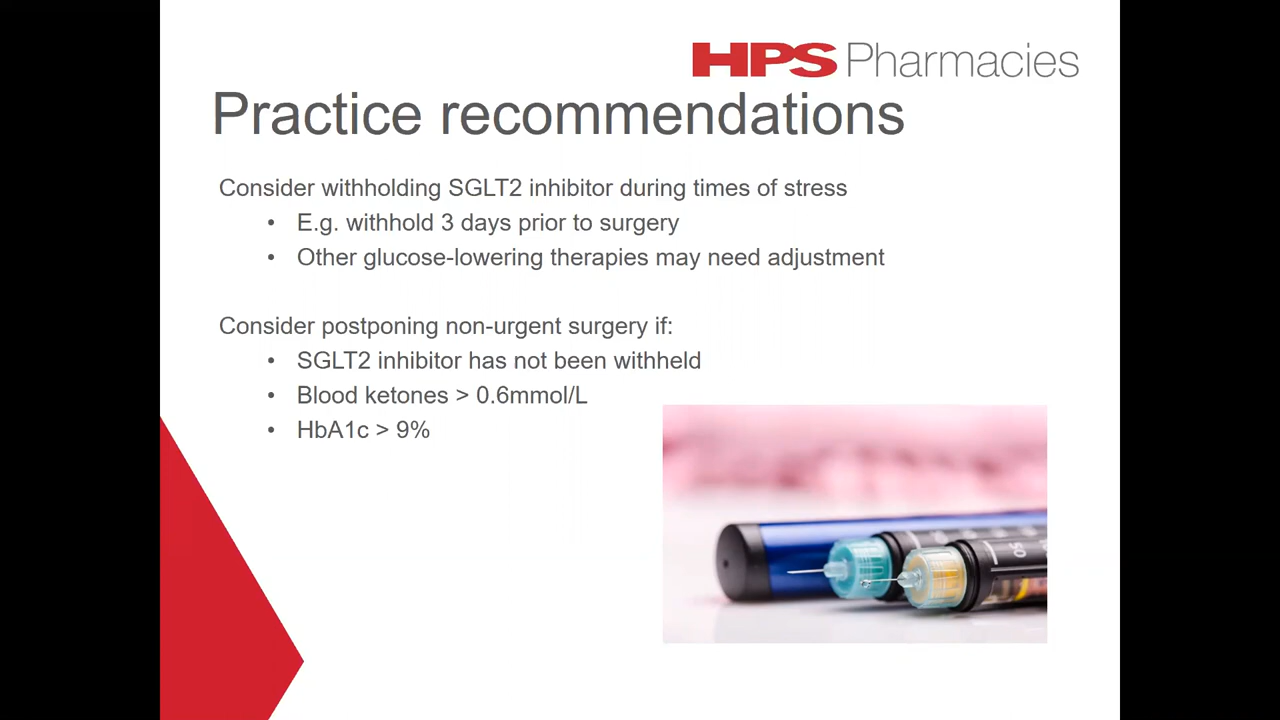 HPS Pharmacies
Practice recommendations
Consider withholding SGLT2 inhibitor during times of stress
• E.g. withhold 3 days prior to surgery
• Other glucose-lowering therapies may need adjustment
Consider postponing non-urgent surgery if:
• SGLT2 inhibitor has not been withheld
• Blood ketones > 0.6mmol/L
• HbA1c > 9%